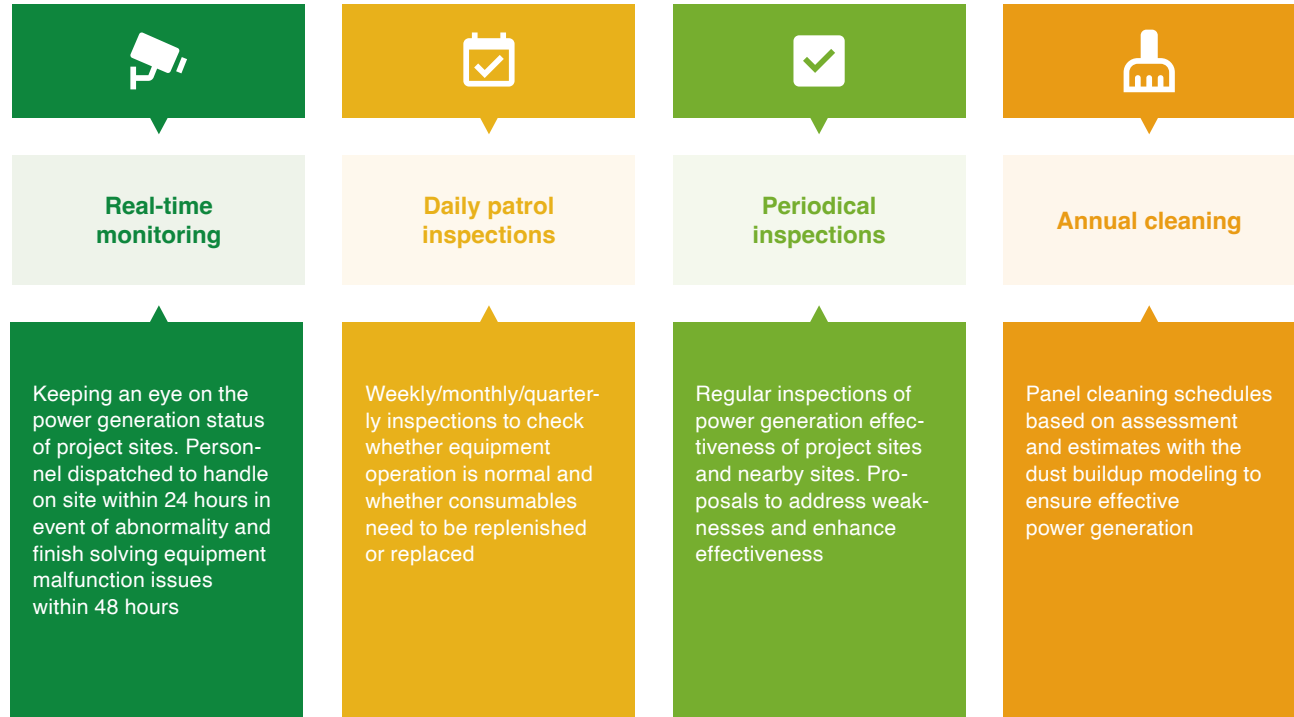 Real-time
monitoring
Keeping an eye on the
power generation status
of project sites. Person-
nel dispatched to handle
on site within 24 hours in
event of abnormality and
finish solving equipment
malfunction issues
within 48 hours
Daily patrol
inspections
Weekly/monthly/quarter-
ly inspections to check
whether equipment
operation is normal and
whether consumables
need to be replenished
or replaced
Periodical
inspections
Regular inspections of
power generation effec-
tiveness of project sites
and nearby sites. Pro-
posals to address weak-
nesses and enhance
effectiveness
Annual cleaning
Panel cleaning schedules
based on assessment
and estimates with the
dust buildup modeling to
ensure effective
power generation